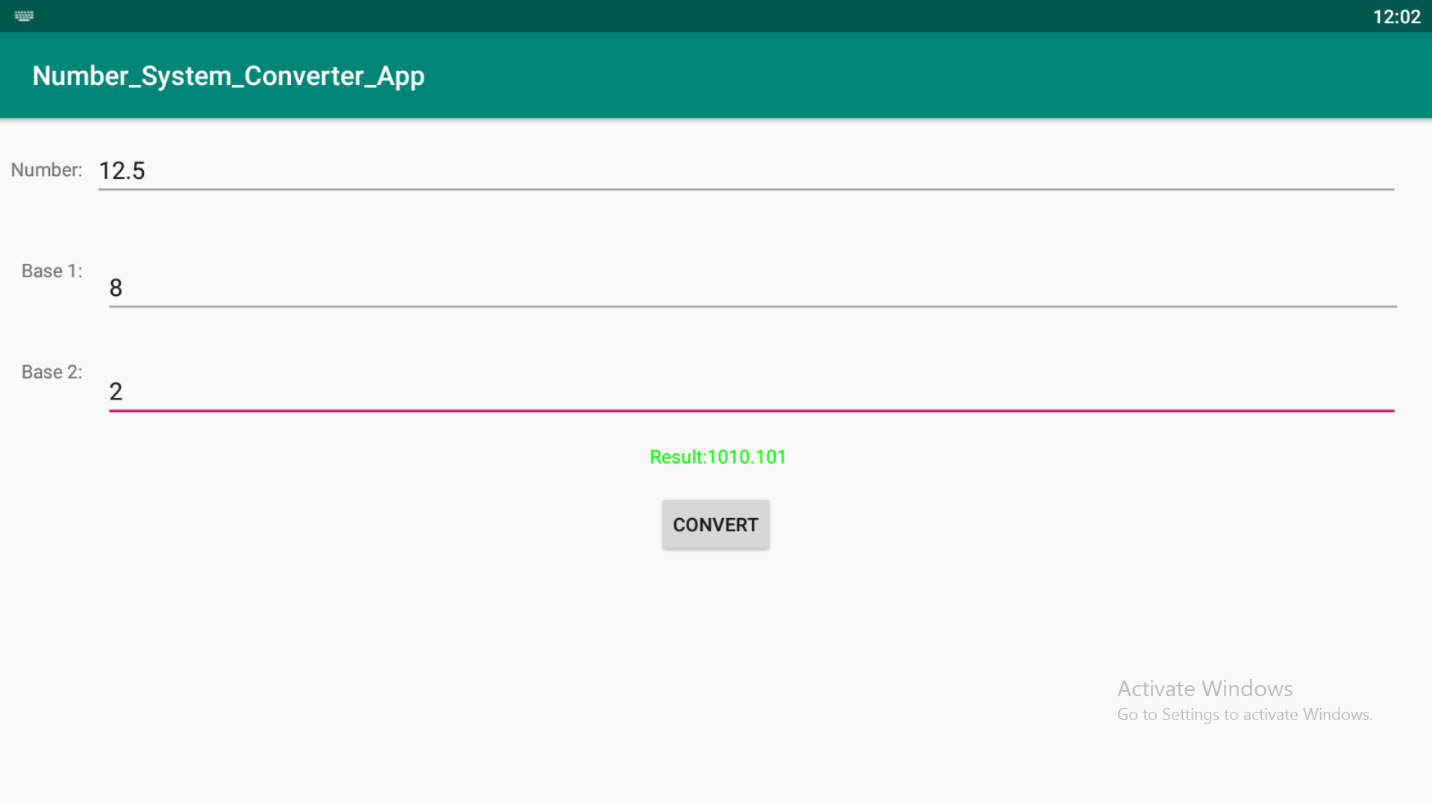 12:02
Number_System_Converter_App
Number: 12.5
Base 1: 8
Base 2: 2
Result:1010.101
CONVERT
Activate Windows
Go to Settings to activate Windows.